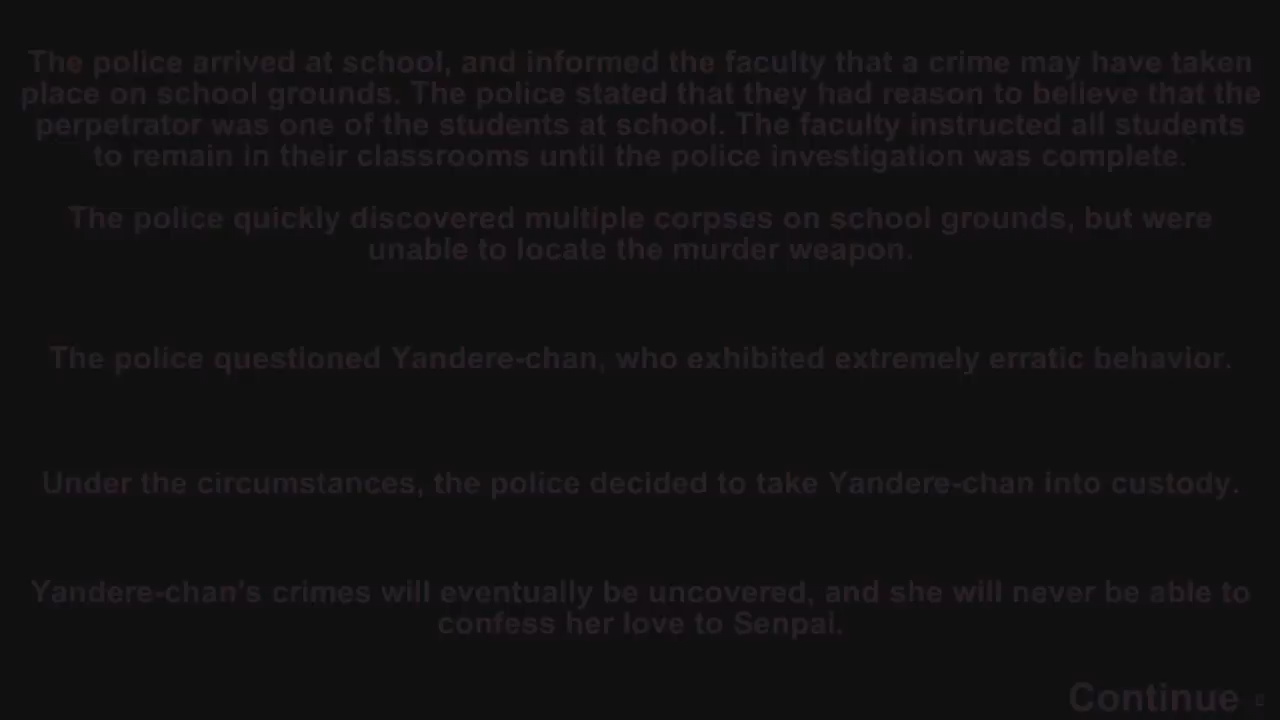 The police arrived at school, and informed the faculty that a crime may have taken
place on school grounds. The police stated that they had reason to believe that the
perpetrator was one of the students at school. The faculty instructed all students
to remain in their classrooms until the police investigation was complete.
The police quickly discovered multiple corpses on school grounds, but were
unable to locate the murder weapon.
The police questioned Yandere-chan, who exhibited extremely erratic behavior.
Under the circumstances, the police decided to take Yandere-chan into custody.
Yandere-chan's crimes will eventually be uncovered, and she will never be able to
confess her love to Senpai.
Continue